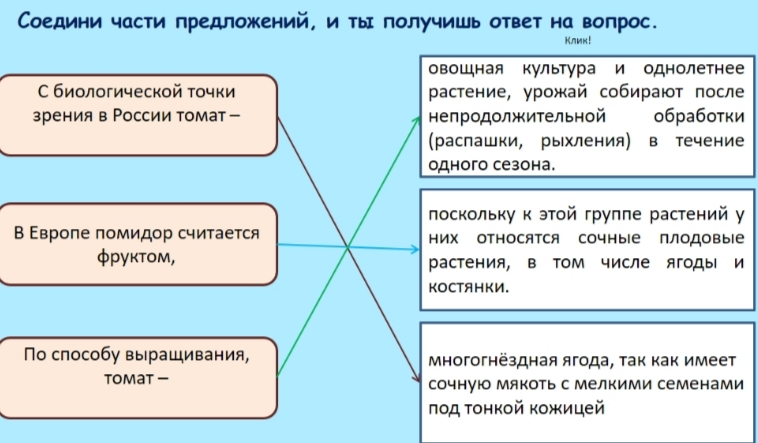 Соедини части предложений, и ты получишь ответ на вопрос.
Клик!
С биологической точки
зрения в России томат –
В Европе помидор считается
фруктом,
По способу выращивания,
томат –
овощная культура и однолетнее
растение, урожай собирают после
непродолжительной обработки
(распашки, рыхления) в течение
одного сезона.
поскольку к этой группе растений у
них относятся сочные плодовые
растения, в том числе ягоды и
костянки.
многогнёздная ягода, так как имеет
сочную мякоть с мелкими семенами
под тонкой кожицей